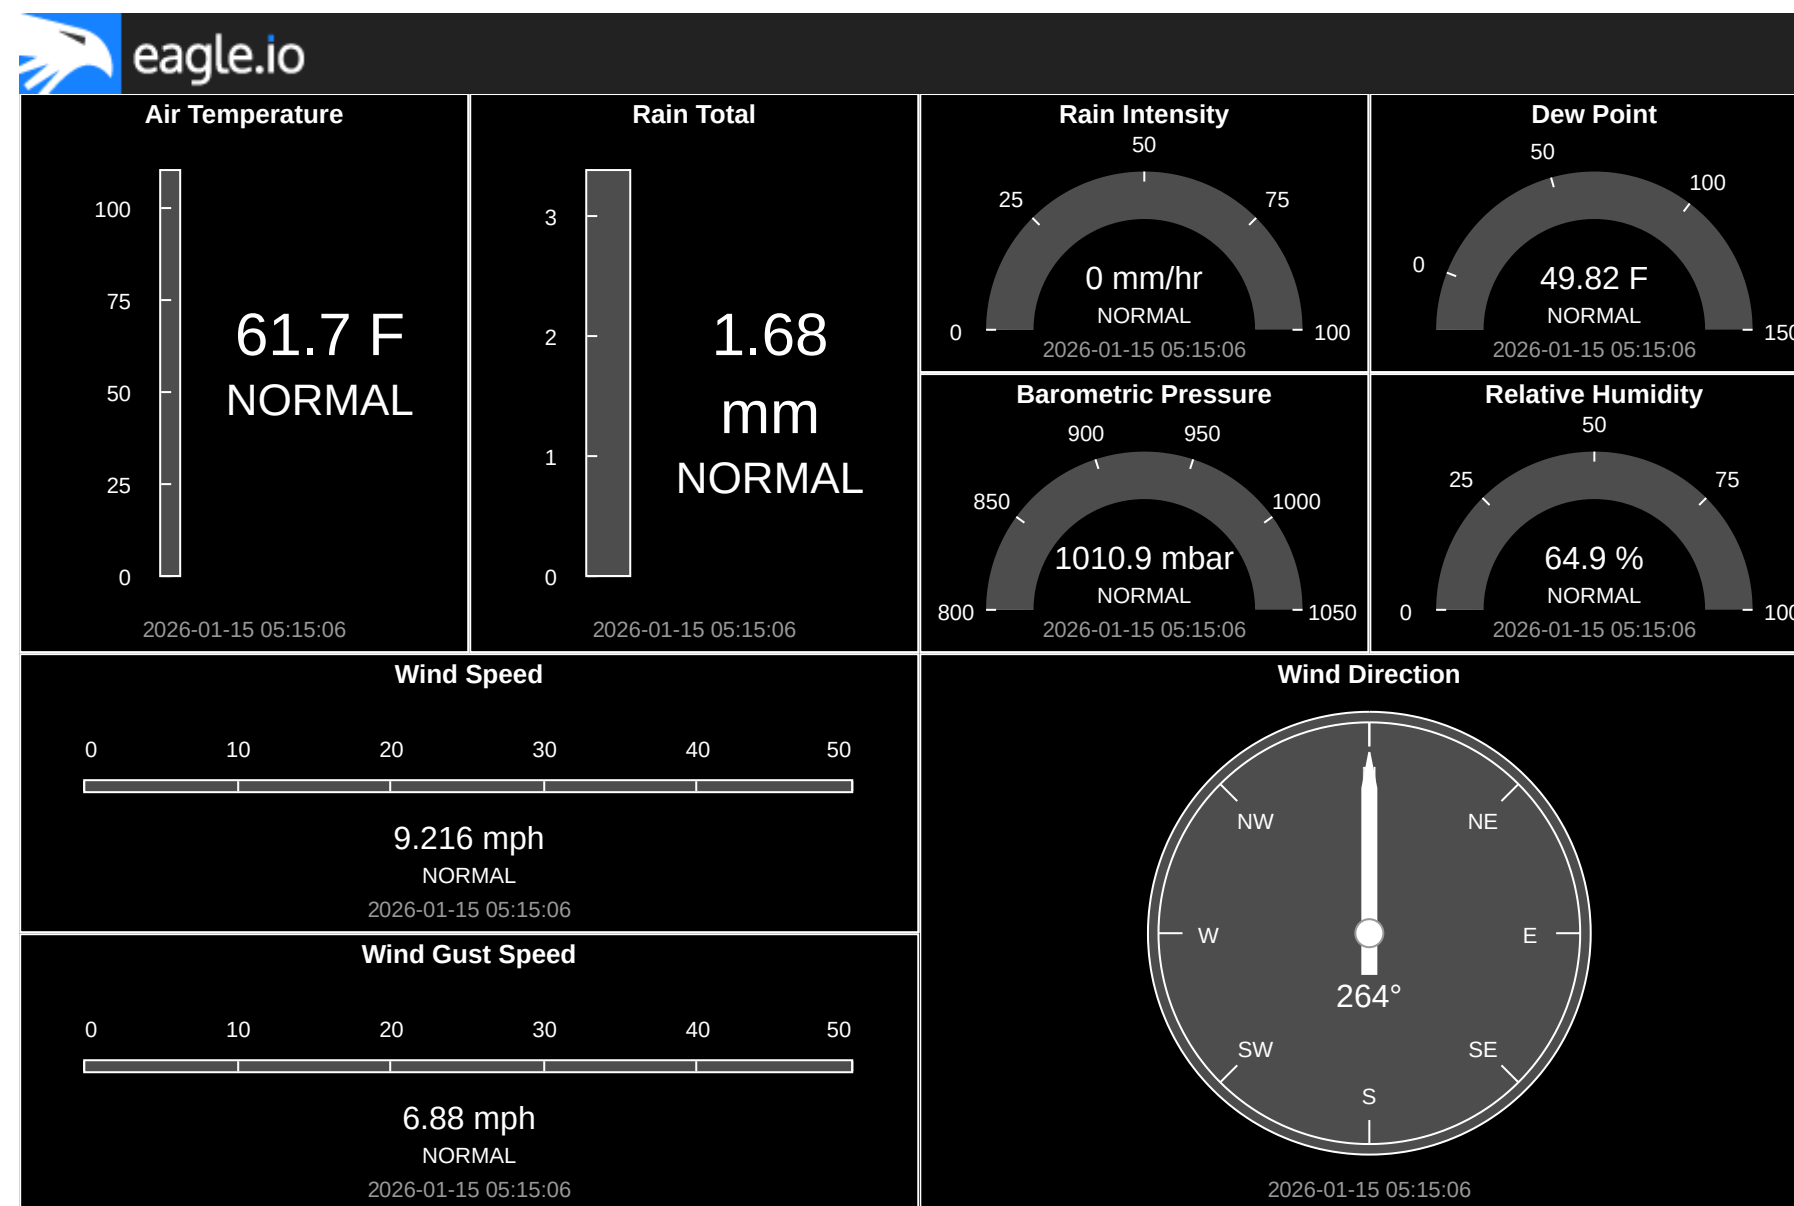 eagle.io
Air Temperature
100
75
50
25
0
61.7 F
NORMAL
2026-01-15 05:15:06
Rain Total
3
2
1
0
1.68
mm
NORMAL
2026-01-15 05:15:06
Rain Intensity
50
25 75
0 100
0 mm/hr
NORMAL
2026-01-15 05:15:06
Dew Point
50
100
0
150
49.82 F
NORMAL
2026-01-15 05:15:06
Barometric Pressure
900 950
850 1000
800 1050
1010.9 mbar
NORMAL
2026-01-15 05:15:06
Relative Humidity
50
25 75
0 100
64.9 %
NORMAL
2026-01-15 05:15:06
Wind Speed
0 10 20 30 40 50
9.216 mph
NORMAL
2026-01-15 05:15:06
Wind Gust Speed
0 10 20 30 40 50
6.88 mph
NORMAL
2026-01-15 05:15:06
Wind Direction
NW NE
W E
264°
SW SE
S
2026-01-15 05:15:06